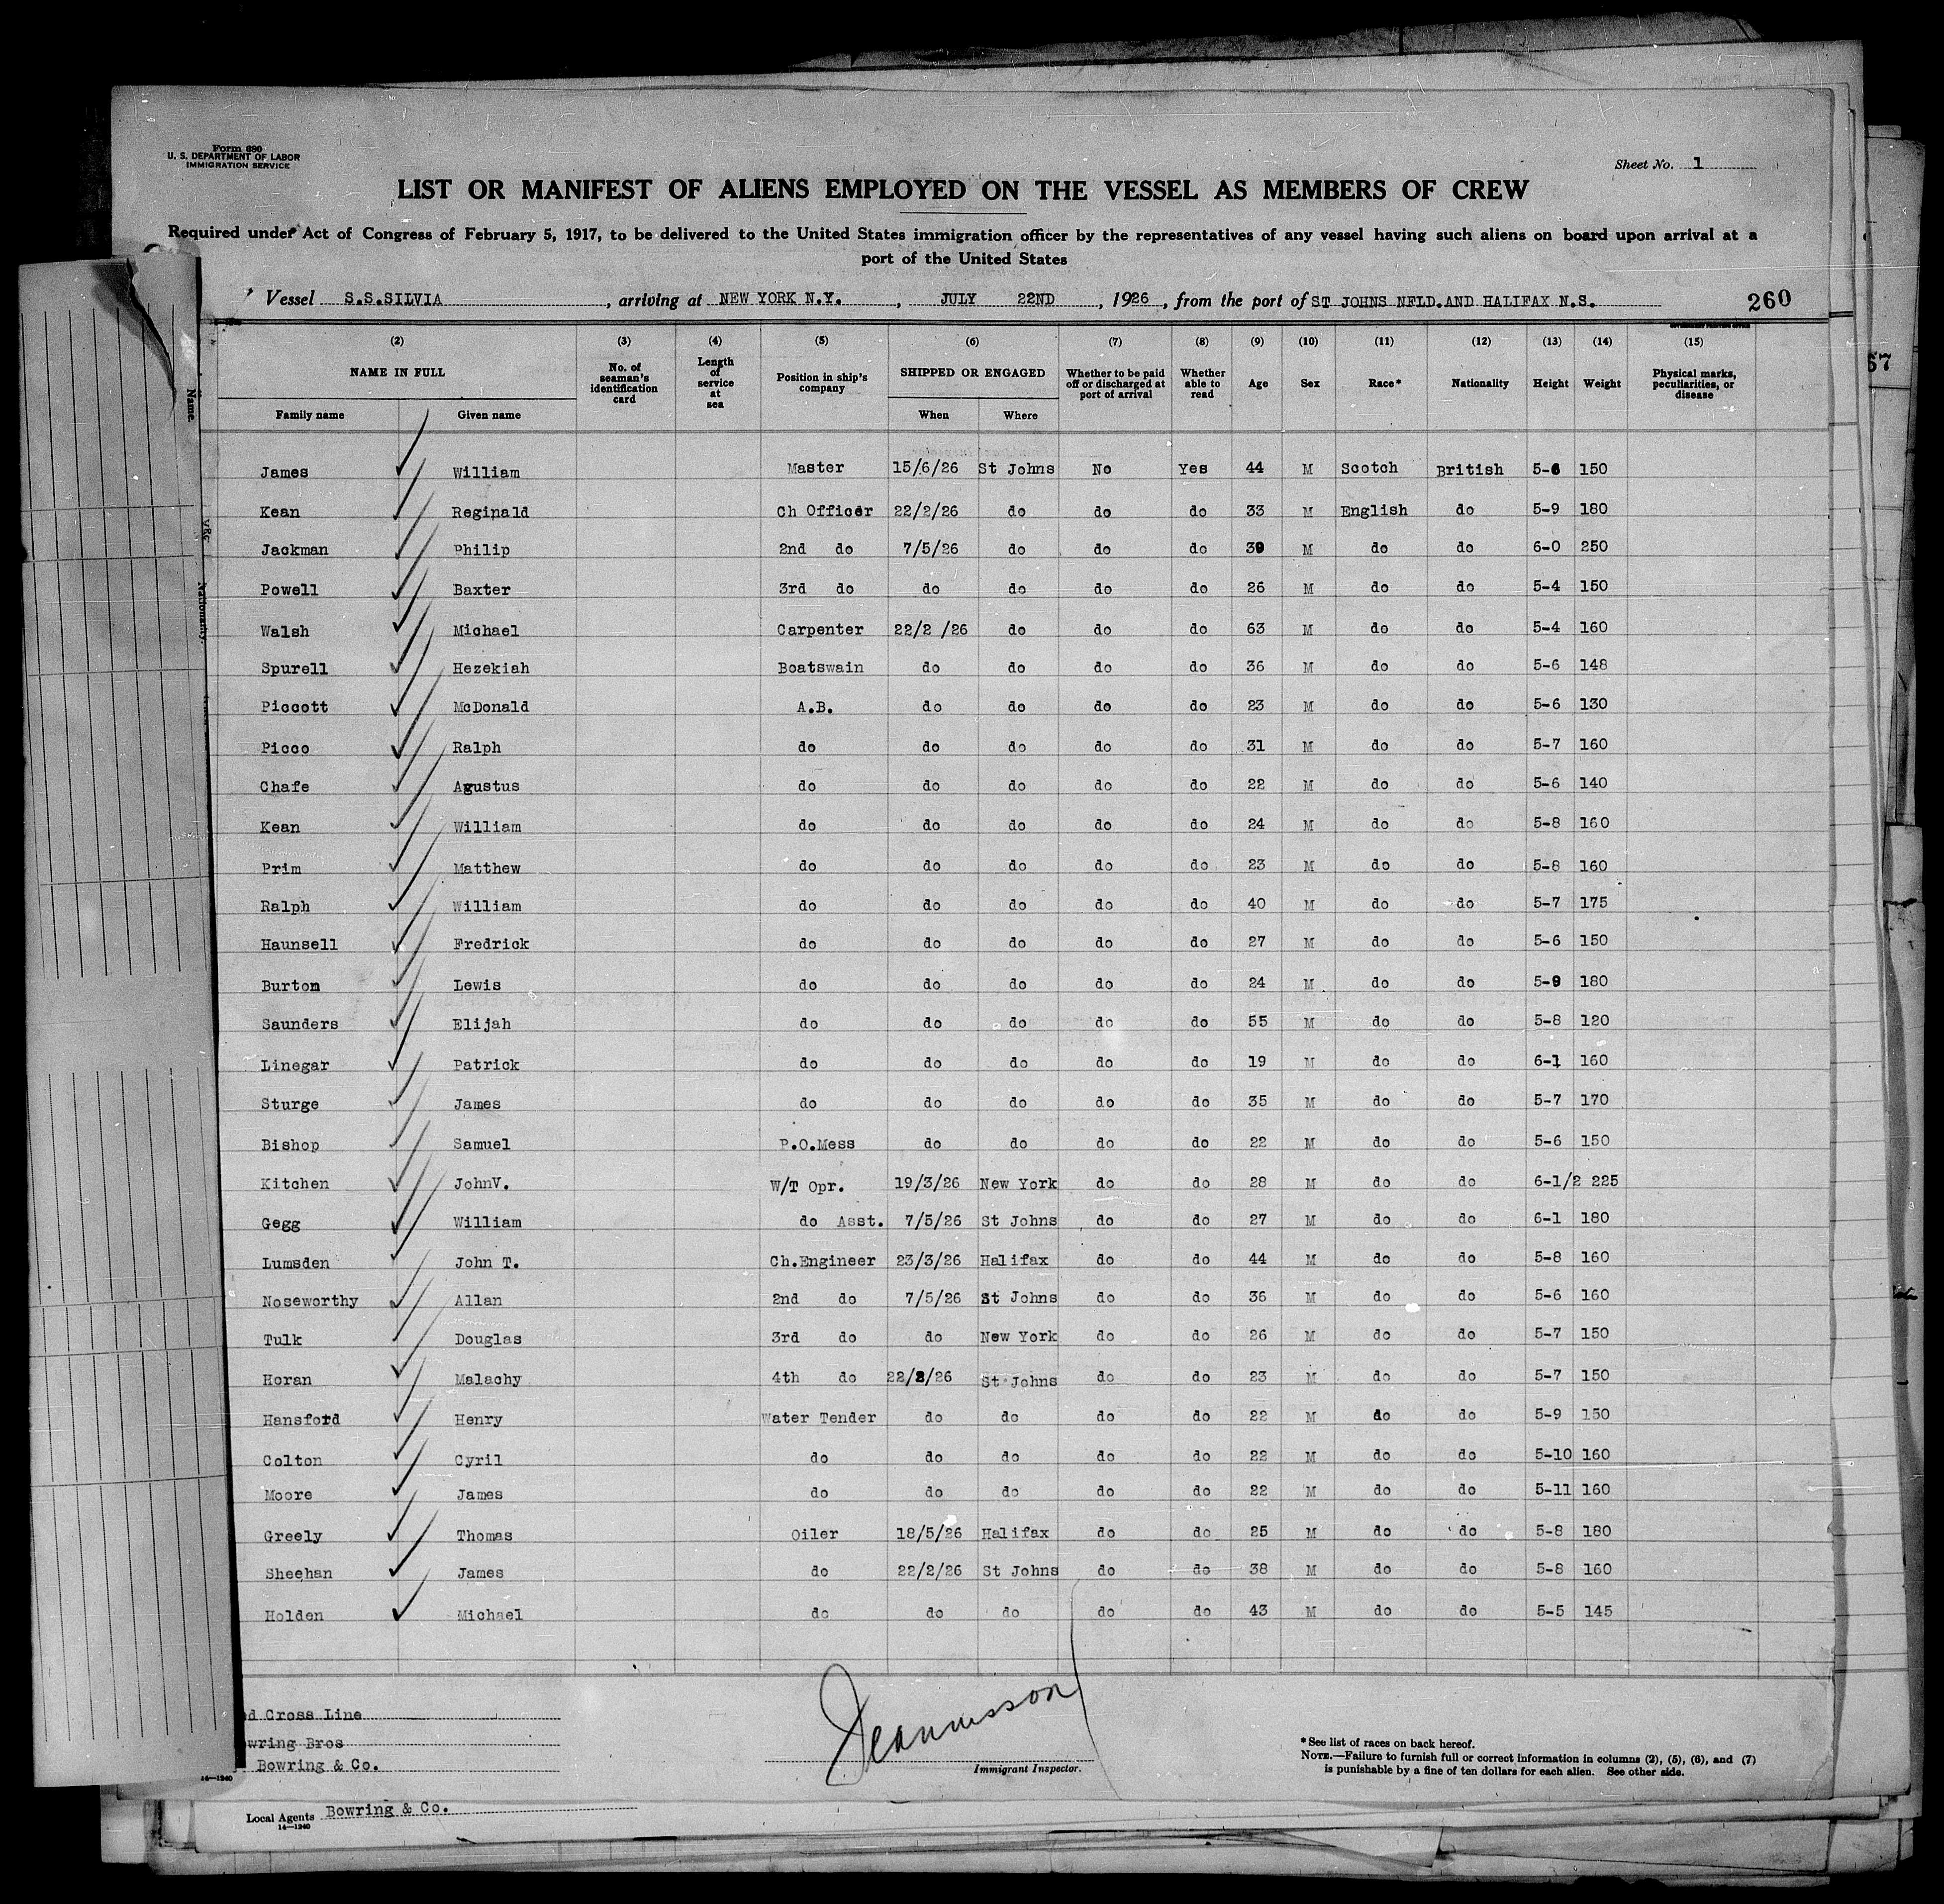 Form 680
U. S. DEPARTMENT OF LABOR
IMMIGRATION SERVICE
Sheet No. 1
LIST OR MANIFEST OF ALIENS EMPLOYED ON THE VESSEL AS MEMBERS OF CREW
Required under Act of Congress of February 5, 1917, to be delivered to the United States immigration officer by the representatives of any vessel having such aliens on board upon arrival at a
port of the United States
Vessel S.S.SILVIA, arriving at NEW YORK N.Y., JULY 22ND, 1926, from the port of ST JOHNS NFLD.AND HALIFAX N.S. 260
67
(2) (3) (4) (5) (6) (7) (8) (9) (10) (11) (12) (13) (14) (15)
NAME IN FULL No. of seaman's identification card Length of service at sea Position in ship's company SHIPPED OR ENGAGED Whether to be paid off or discharged at port of arrival Whether able to read Age Sex Race* Nationality Height Weight Physical marks, peculiarities, or disease
Family name Given name When Where
Name
Nationality.
James William Master 15/6/26 St Johns No Yes 44 M Scotch British 5-6 150
Kean Reginald Ch Officer 22/2/26 do do do 33 M English do 5-9 180
Jackman Philip 2nd do 7/5/26 do do do 39 M do do 6-0 250
Powell Baxter 3rd do do do do do 26 M do do 5-4 150
Walsh Michael Carpenter 22/2 /26 do do do 63 M do do 5-4 160
Spurell Hezekiah Boatswain do do do do 36 M do do 5-6 148
Piccott McDonald A.B. do do do do 23 M do do 5-6 130
Picco Ralph do do do do do 31 M do do 5-7 160
Chafe Agustus do do do do do 22 M do do 5-6 140
Kean William do do do do do 24 M do do 5-8 160
Prim Matthew do do do do do 23 M do do 5-8 160
Ralph William do do do do do 40 M do do 5-7 175
Haunsell Fredrick do do do do do 27 M do do 5-6 150
Burton Lewis do do do do do 24 M do do 5-9 180
Saunders Elijah do do do do do 55 M do do 5-8 120
Linegar Patrick do do do do do 19 M do do 6-1 160
Sturge James do do do do do 35 M do do 5-7 170
Bishop Samuel P.O.Mess do do do do 22 M do do 5-6 150
Kitchen JohnV. W/T Opr. 19/3/26 New York do do 28 M do do 6-1/2 225
Gegg William do Asst. 7/5/26 St Johns do do 27 M do do 6-1 180
Lumsden John T. Ch.Engineer 23/3/26 Halifax do do 44 M do do 5-8 160
Noseworthy Allan 2nd do 7/5/26 St Johns do do 36 M do do 5-6 160
Tulk Douglas 3rd do do New York do do 26 M do do 5-7 150
Horan Malachy 4th do 22/2/26 St Johns do do 23 M do do 5-7 150
Hansford Henry Water Tender do do do do 22 M do do 5-9 150
Colton Cyril do do do do do 22 M do do 5-10 160
Moore James do do do do do 22 M do do 5-11 160
Greely Thomas Oiler 18/5/26 Halifax do do 25 M do do 5-8 180
Sheehan James do 22/2/26 St Johns do do 38 M do do 5-8 160
Holden Michael do do do do do 43 M do do 5-5 145
d Cross Line
wring Bros
Bowring & Co.
14—1240
Immigrant Inspector.
*See list of races on back hereof.
NOTE.—Failure to furnish full or correct information in columns (2), (5), (6), and (7)
is punishable by a fine of ten dollars for each alien. See other side.
Local Agents Bowring & Co.
14—1240